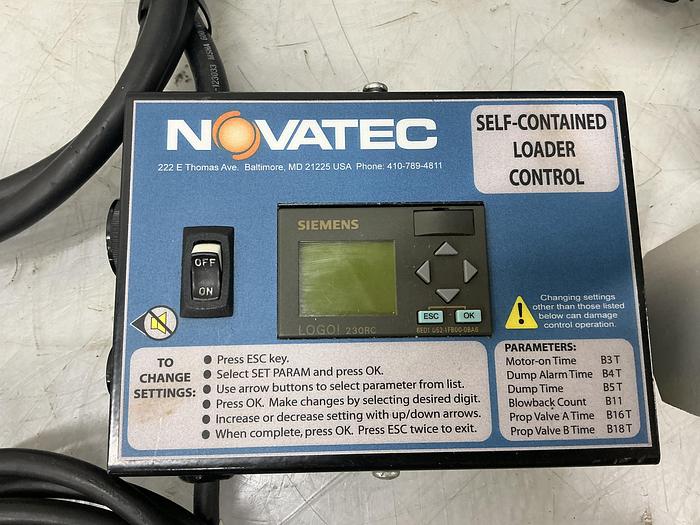 NOVATEC
222 E Thomas Ave. Baltimore, MD 21225 USA Phone: 410-789-4811
SELF-CONTAINED
LOADER
CONTROL
OFF
ON
SIEMENS
ESC
OK
LOGO! 230RC
6ED1 052-1FB00-0BA6
Changing settings
other than those listed
below can damage
control operation.
TO
CHANGE
SETTINGS:
• Press ESC key.
• Select SET PARAM and press OK.
• Use arrow buttons to select parameter from list.
• Press OK. Make changes by selecting desired digit.
• Increase or decrease setting with up/down arrows.
• When complete, press OK. Press ESC twice to exit.
PARAMETERS:
Motor-on Time B3 T
Dump Alarm Time B4 T
Dump Time B5 T
Blowback Count B11
Prop Valve A Time B16 T
Prop Valve B Time B18 T